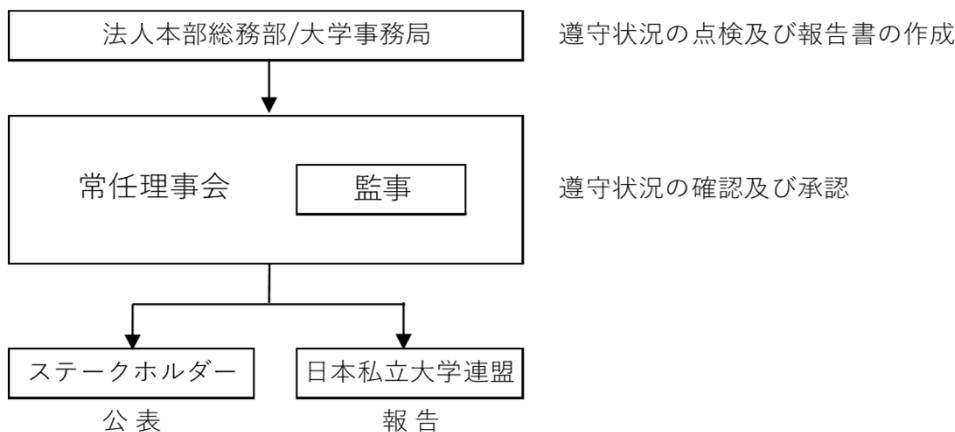 法人本部総務部/大学事務局
遵守状況の点検及び報告書の作成
常任理事会
監事
遵守状況の確認及び承認
ステークホルダー
日本私立大学連盟
公 表
報 告